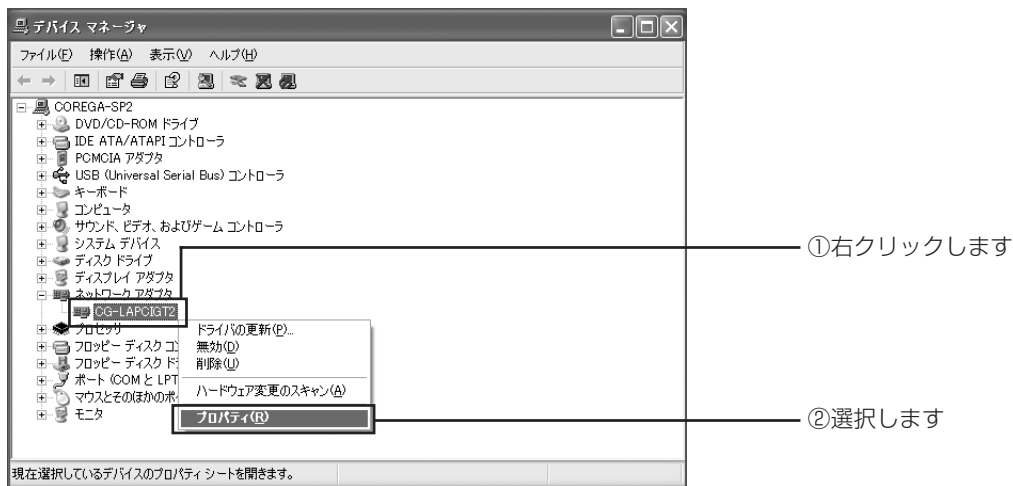 デバイス マネージャ
ファイル(F) 操作(A) 表示(V) ヘルプ(H)
COREGA-SP2
DVD/CD-ROM ドライブ
IDE ATA/ATAPI コントローラ
PCMCIA アダプタ
USB (Universal Serial Bus) コントローラ
キーボード
コンピュータ
サウンド、ビデオ、およびゲーム コントローラ
システム デバイス
ディスク ドライブ
ディスプレイ アダプタ
ネットワーク アダプタ
CG-LAPCIGT2
プロセッサ
フロッピー ディスク コ
フロッピー ディスク ド
ポート (COM と LPT
マウスとそのほかのポ
モニタ
ドライバの更新(P)...
無効(D)
削除(U)
ハードウェア変更のスキャン(A)
プロパティ(R)
①右クリックします
②選択します
現在選択しているデバイスのプロパティ シートを開きます。